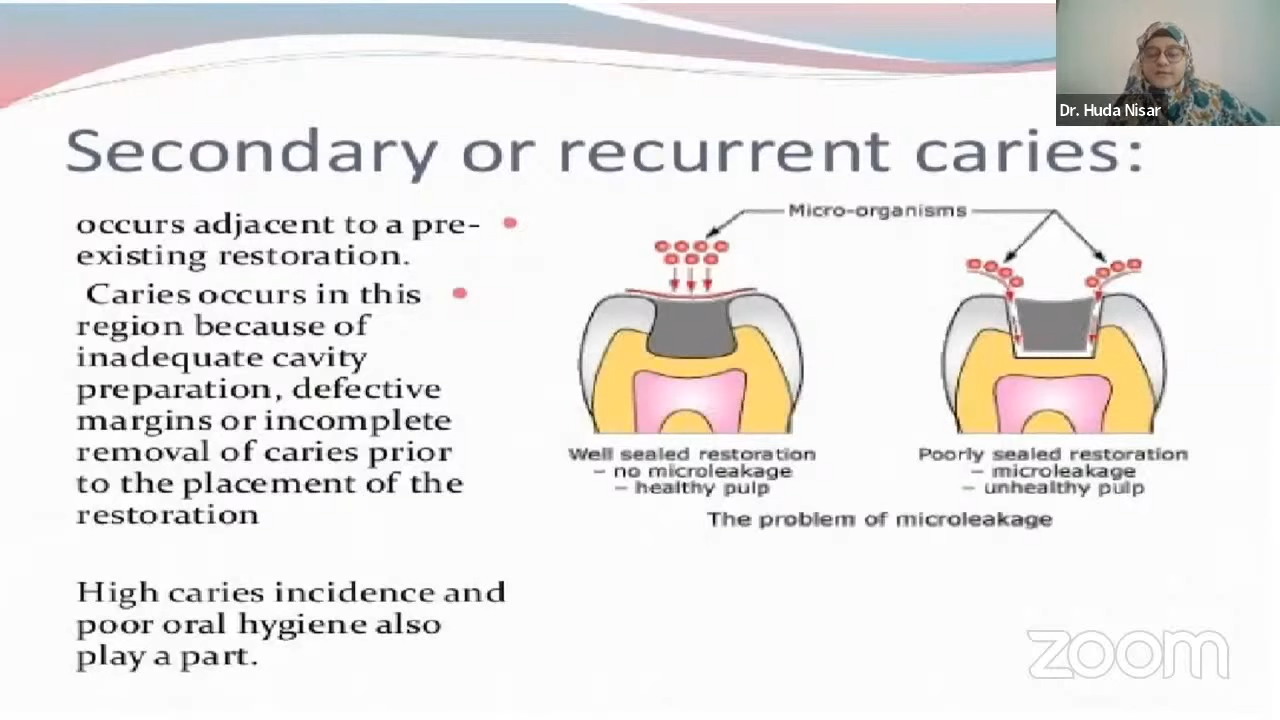 Dr. Huda Nisar
Secondary or recurrent caries:
occurs adjacent to a pre-
existing restoration.
Caries occurs in this
region because of
inadequate cavity
preparation, defective
margins or incomplete
removal of caries prior
to the placement of the
restoration
High caries incidence and
poor oral hygiene also
play a part.
Micro-organisms
Well sealed restoration
– no microleakage
– healthy pulp
Poorly sealed restoration
– microleakage
– unhealthy pulp
The problem of microleakage
zoom